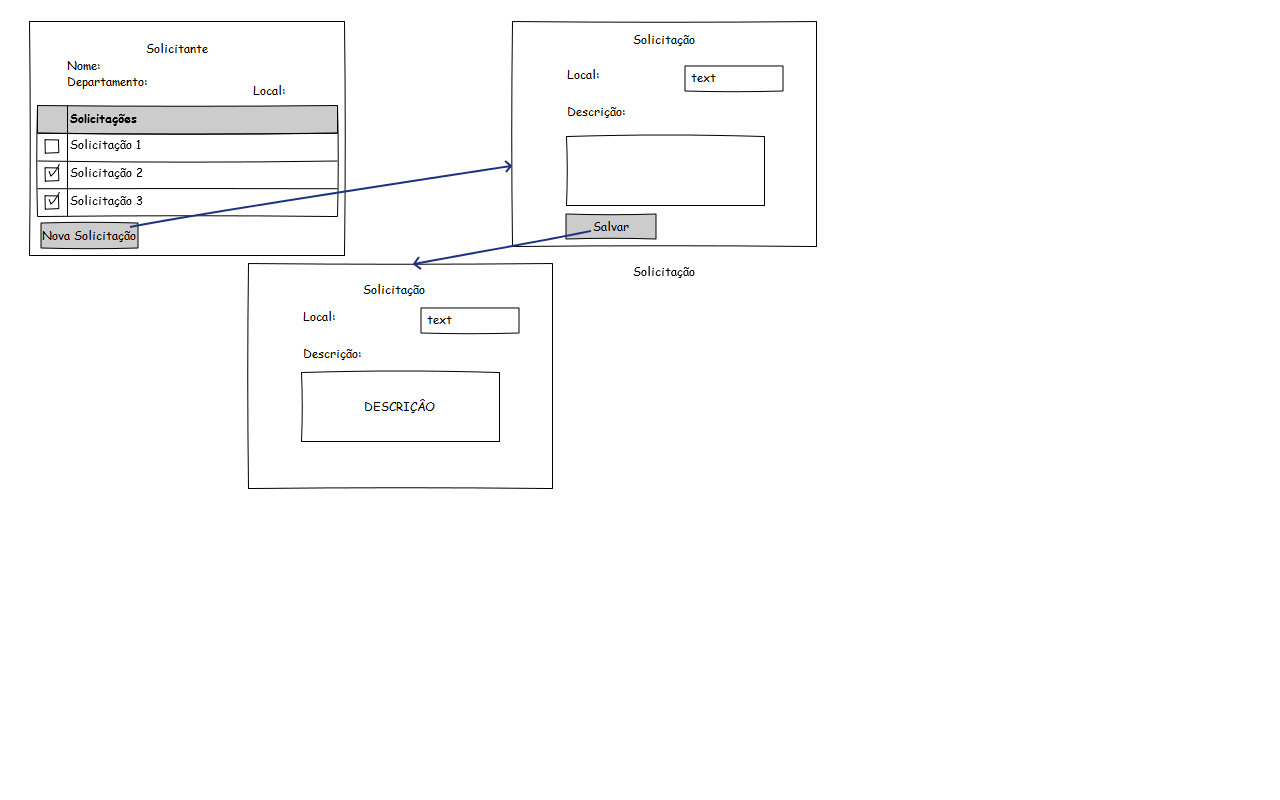 Solicitante
Nome:
Departamento:
Local:
Solicitações
Solicitação 1
Solicitação 2
Solicitação 3
Nova Solicitação
Solicitação
Local:
text
Descrição:
Salvar
Solicitação
Solicitação
Local:
text
Descrição:
DESCRIÇÂO